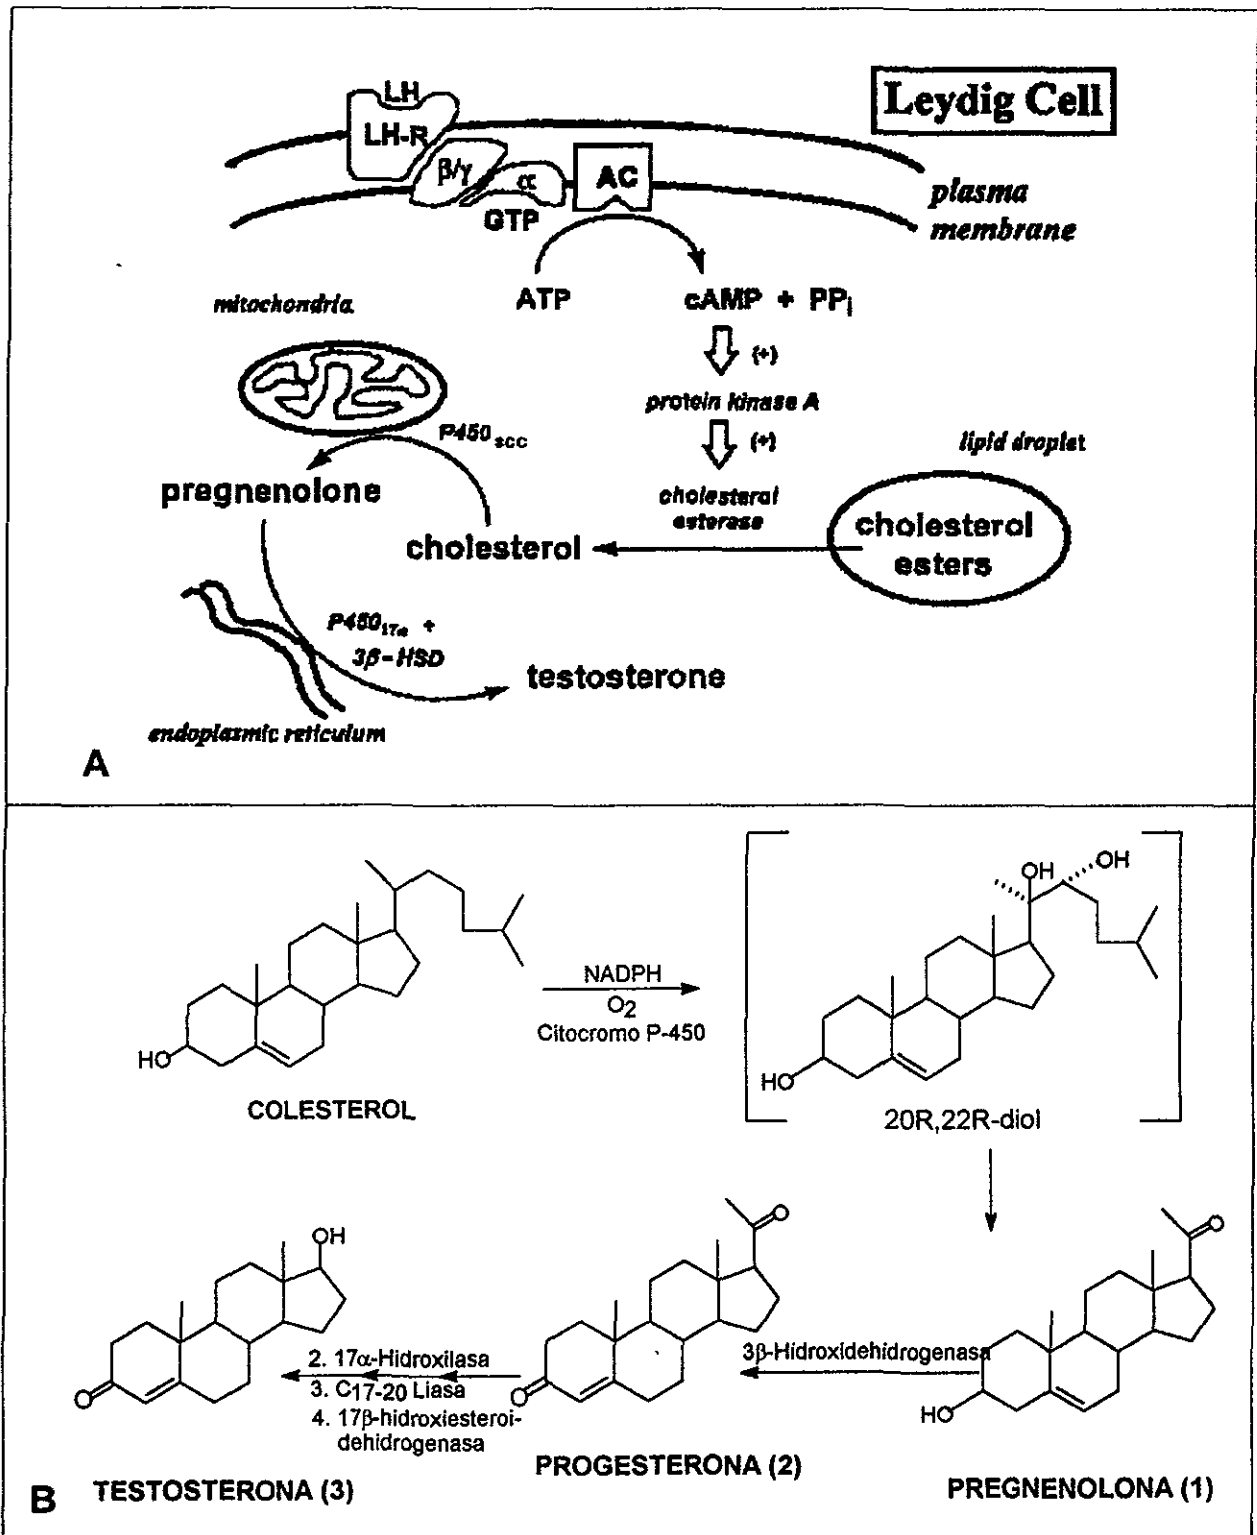 Leydig Cell
LH
LH-R
β/γ
α
AC
GTP
plasma
membrane
ATP
cAMP + PPi
mitochondria
(+)
protein kinase A
P450scc
(+)
lipid droplet
pregnenolone
cholesterol
esterase
cholesterol
cholesterol
esters
P45017α +
3β-HSD
testosterone
endoplasmic reticulum
A
OH
OH
NADPH
O2
Citocromo P-450
HO
HO
COLESTEROL
20R,22R-diol
OH
O
O
2. 17α-Hidroxilasa
3. C17-20 Liasa
4. 17β-hidroxiesteroi-
dehidrogenasa
3β-Hidroxidehidrogenasa
O
O
HO
B
TESTOSTERONA (3)
PROGESTERONA (2)
PREGNENOLONA (1)